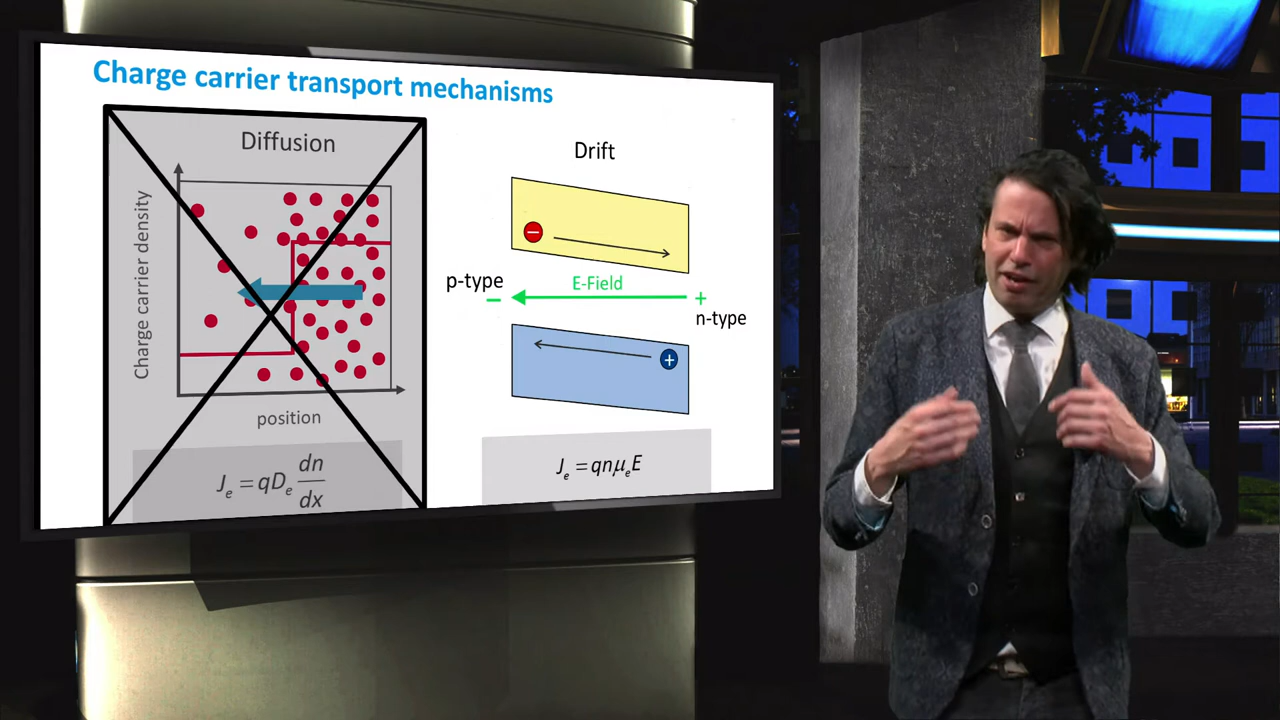 Charge carrier transport mechanisms
Diffusion
Charge carrier density
position
J_e = qD_e dn/dx
Drift
−
p-type
−
E-Field
+
n-type
+
J_e = qnμ_eE